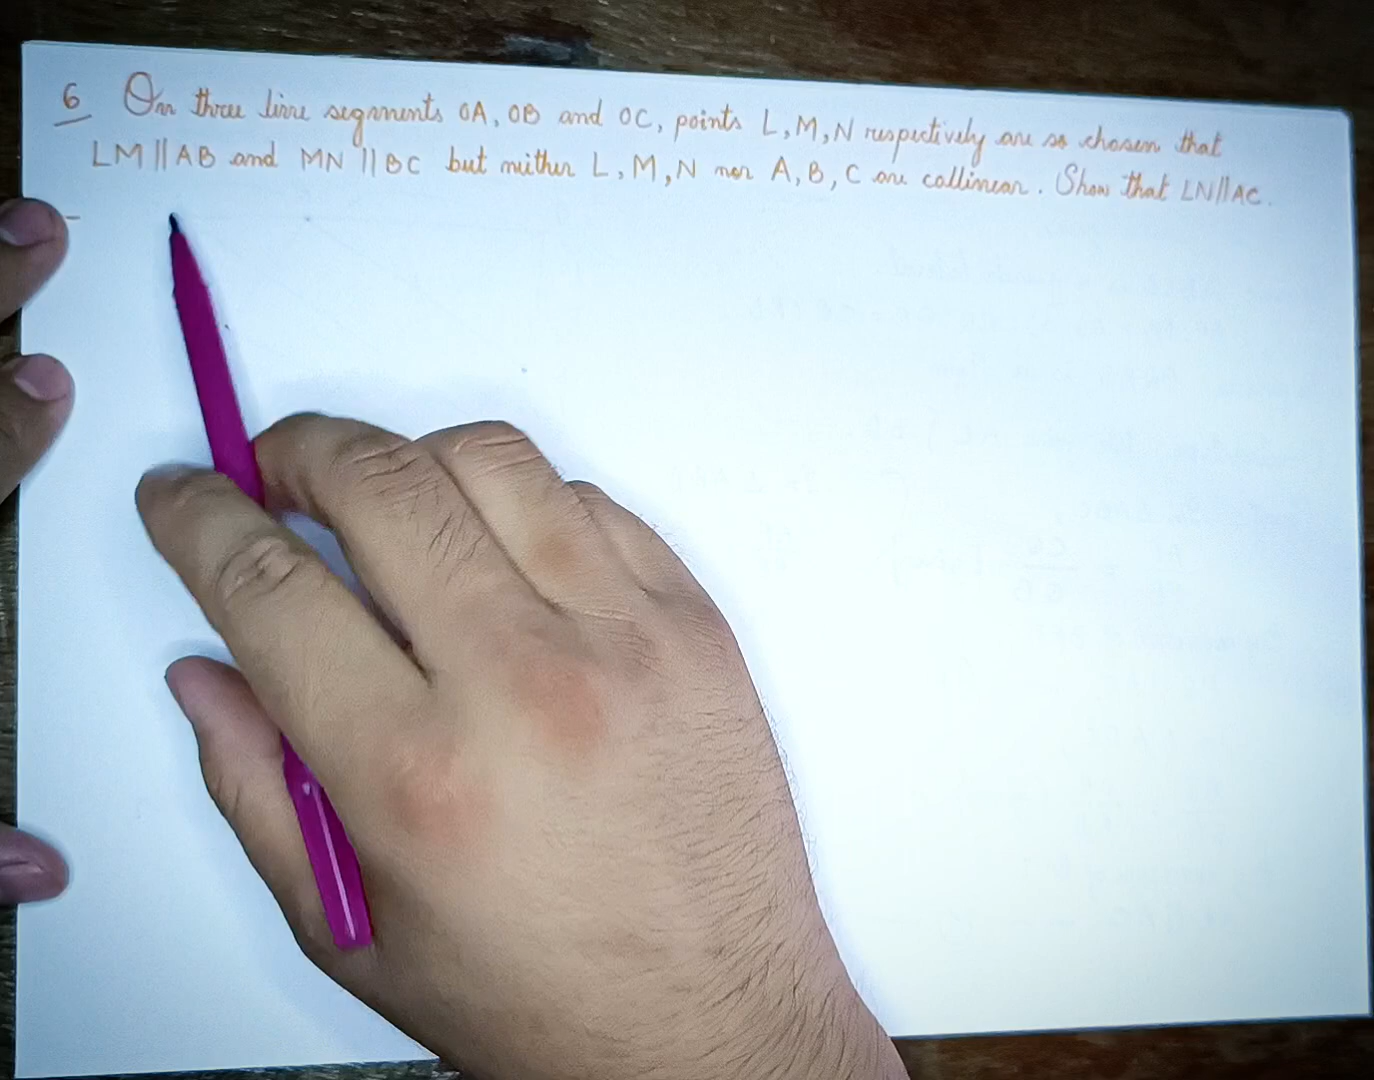 6 On three line segments OA, OB and OC, points L, M, N respectively are so chosen that
LM || AB and MN || BC but neither L, M, N nor A, B, C are collinear. Show that LN || AC.